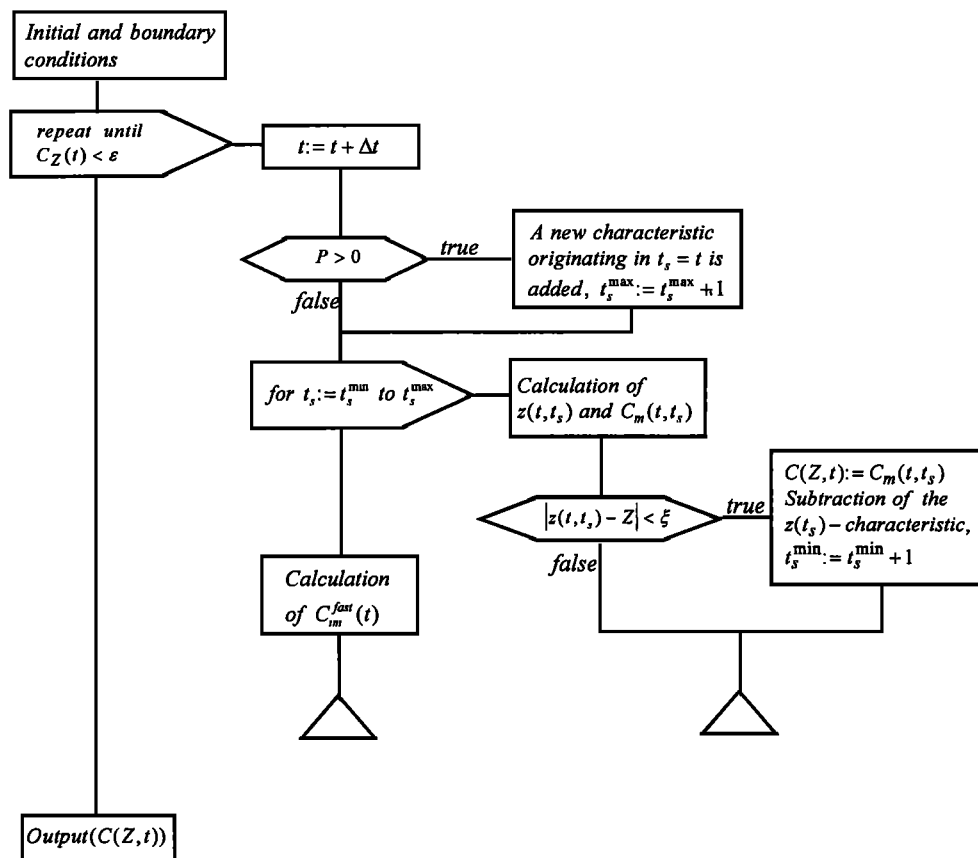 Initial and boundary
conditions
repeat until
C_Z(t) < ε
t:= t + Δt
P > 0
true
false
A new characteristic
originating in t_s = t is
added, t_s^max := t_s^max + 1
for t_s := t_s^min to t_s^max
Calculation of
z(t,t_s) and C_m(t,t_s)
|z(t,t_s) − Z| < ξ
true
false
C(Z,t):= C_m(t,t_s)
Subtraction of the
z(t_s) − characteristic,
t_s^min := t_s^min + 1
Calculation
of C_im^fast(t)
Output(C(Z,t))